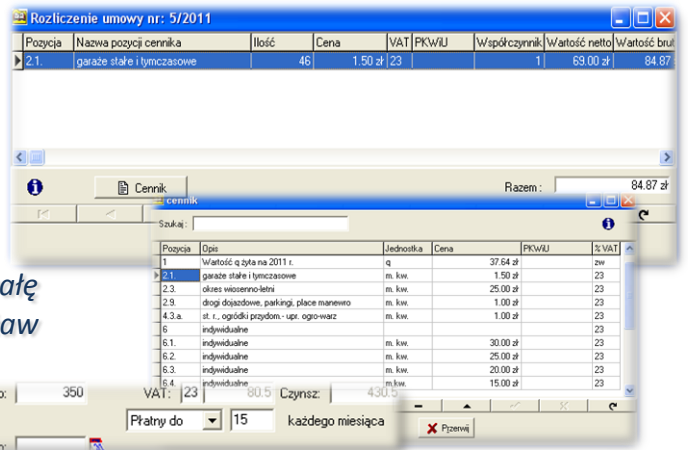 Rozliczenie umowy nr: 5/2011
Pozycja Nazwa pozycji cennika Ilość Cena VAT PKWiU Współczynnik Wartość netto Wartość brut
2.1. garaże stałe i tymczasowe 46 1.50 zł 23 1 69.00 zł 84.87
Cennik Razem : 84.87 zł
cennik
Szukaj :
Pozycja Opis Jednostka Cena PKWiU % VAT
1 Wartość q żyta na 2011 r. q 37.64 zł zw
2.1. garaże stałe i tymczasowe m. kw. 1.50 zł 23
2.3. okres wiosenno-letni m. kw. 25.00 zł 23
2.9. drogi dojazdowe, parkingi, place manewro m. kw. 1.00 zł 23
4.3.a. st. r., ogródki przydom.- upr. ogro-warz m. kw. 1.00 zł 23
6 indywidualne 23
6.1. indywidualne m. kw. 30.00 zł 23
6.2. indywidualne m. kw. 25.00 zł 23
6.3. indywidualne m. kw. 20.00 zł 23
6.4. indywidualne m.kw. 15.00 zł 23
Przerwij
ałę
aw
o: 350 VAT: 23 80.5 Czynsz: 430.5
Płatny do 15 każdego miesiąca
o: